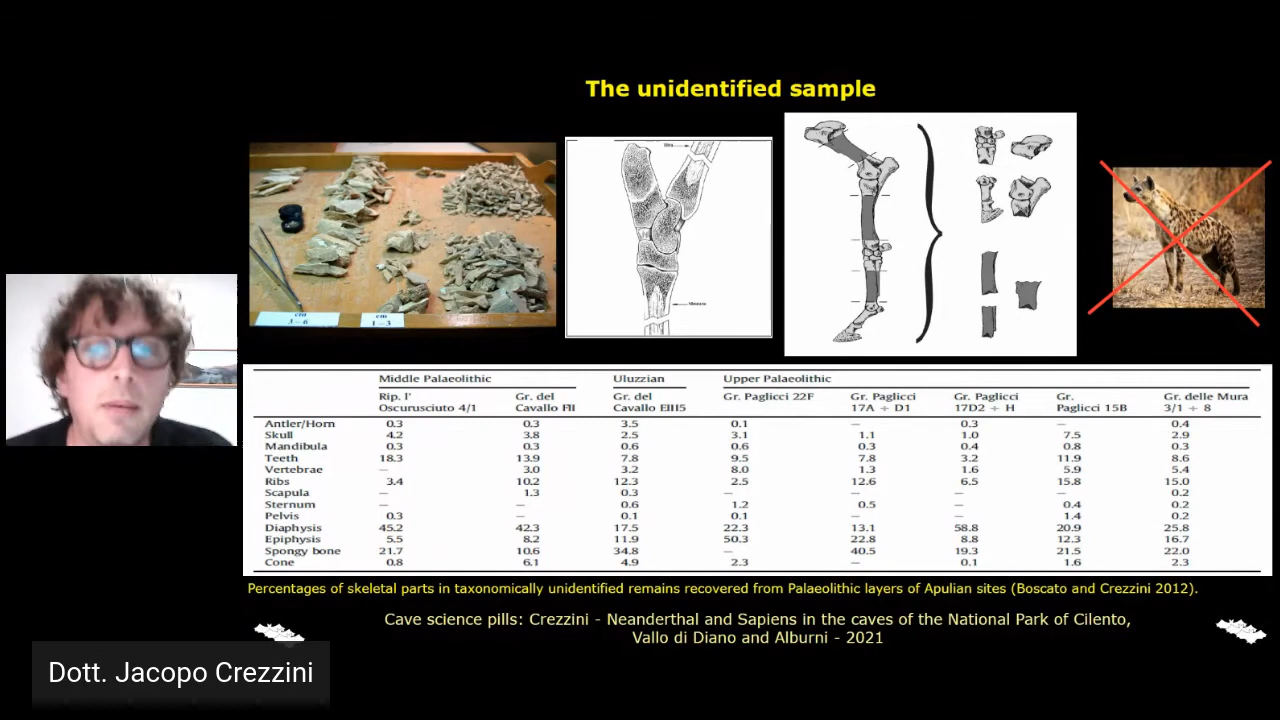 The unidentified sample
cm
3-6
cm
1-3
Middle Palaeolithic Uluzzian Upper Palaeolithic
Rip. l' Gr. del Gr. del Gr. Paglicci 22F Gr. Paglicci Gr. Paglicci Gr. Gr. delle Mura
Oscurusciuto 4/1 Cavallo FII Cavallo EIII5 17A ÷ D1 17D2 ÷ H Paglicci 15B 3/1 ÷ 8
Antler/Horn 0.3 0.3 3.5 0.1 — 0.3 — 0.4
Skull 4.2 3.8 2.5 3.1 1.1 1.0 7.5 2.9
Mandibula 0.3 0.3 0.6 0.6 0.3 0.4 0.8 0.3
Teeth 18.3 13.9 7.8 9.5 7.8 3.2 11.9 8.6
Vertebrae — 3.0 3.2 8.0 1.3 1.6 5.9 5.4
Ribs 3.4 10.2 12.3 2.5 12.6 6.5 15.8 15.0
Scapula — 1.3 0.3 — — — — 0.2
Sternum — — 0.6 1.2 0.5 — 0.4 0.2
Pelvis 0.3 — 0.1 0.1 — — 1.4 0.2
Diaphysis 45.2 42.3 17.5 22.3 13.1 58.8 20.9 25.8
Epiphysis 5.5 8.2 11.9 50.3 22.8 8.8 12.3 16.7
Spongy bone 21.7 10.6 34.8 — 40.5 19.3 21.5 22.0
Cone 0.8 6.1 4.9 2.3 — 0.1 1.6 2.3
Percentages of skeletal parts in taxonomically unidentified remains recovered from Palaeolithic layers of Apulian sites (Boscato and Crezzini 2012).
Cave science pills: Crezzini - Neanderthal and Sapiens in the caves of the National Park of Cilento,
Vallo di Diano and Alburni - 2021
Dott. Jacopo Crezzini